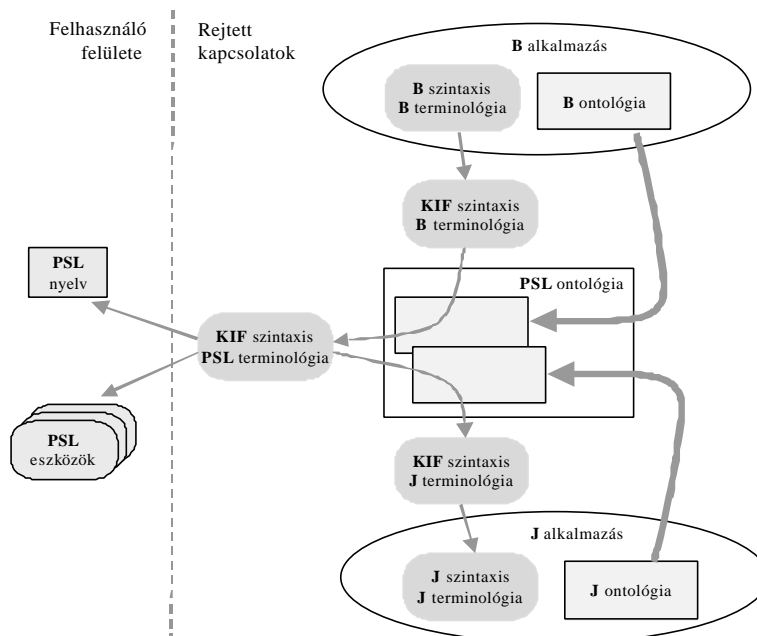 Felhasználó
felülete
Rejtett
kapcsolatok
B alkalmazás
B szintaxis
B terminológia
B ontológia
KIF szintaxis
B terminológia
PSL
nyelv
PSL ontológia
KIF szintaxis
PSL terminológia
PSL
eszközök
KIF szintaxis
J terminológia
J alkalmazás
J szintaxis
J terminológia
J ontológia